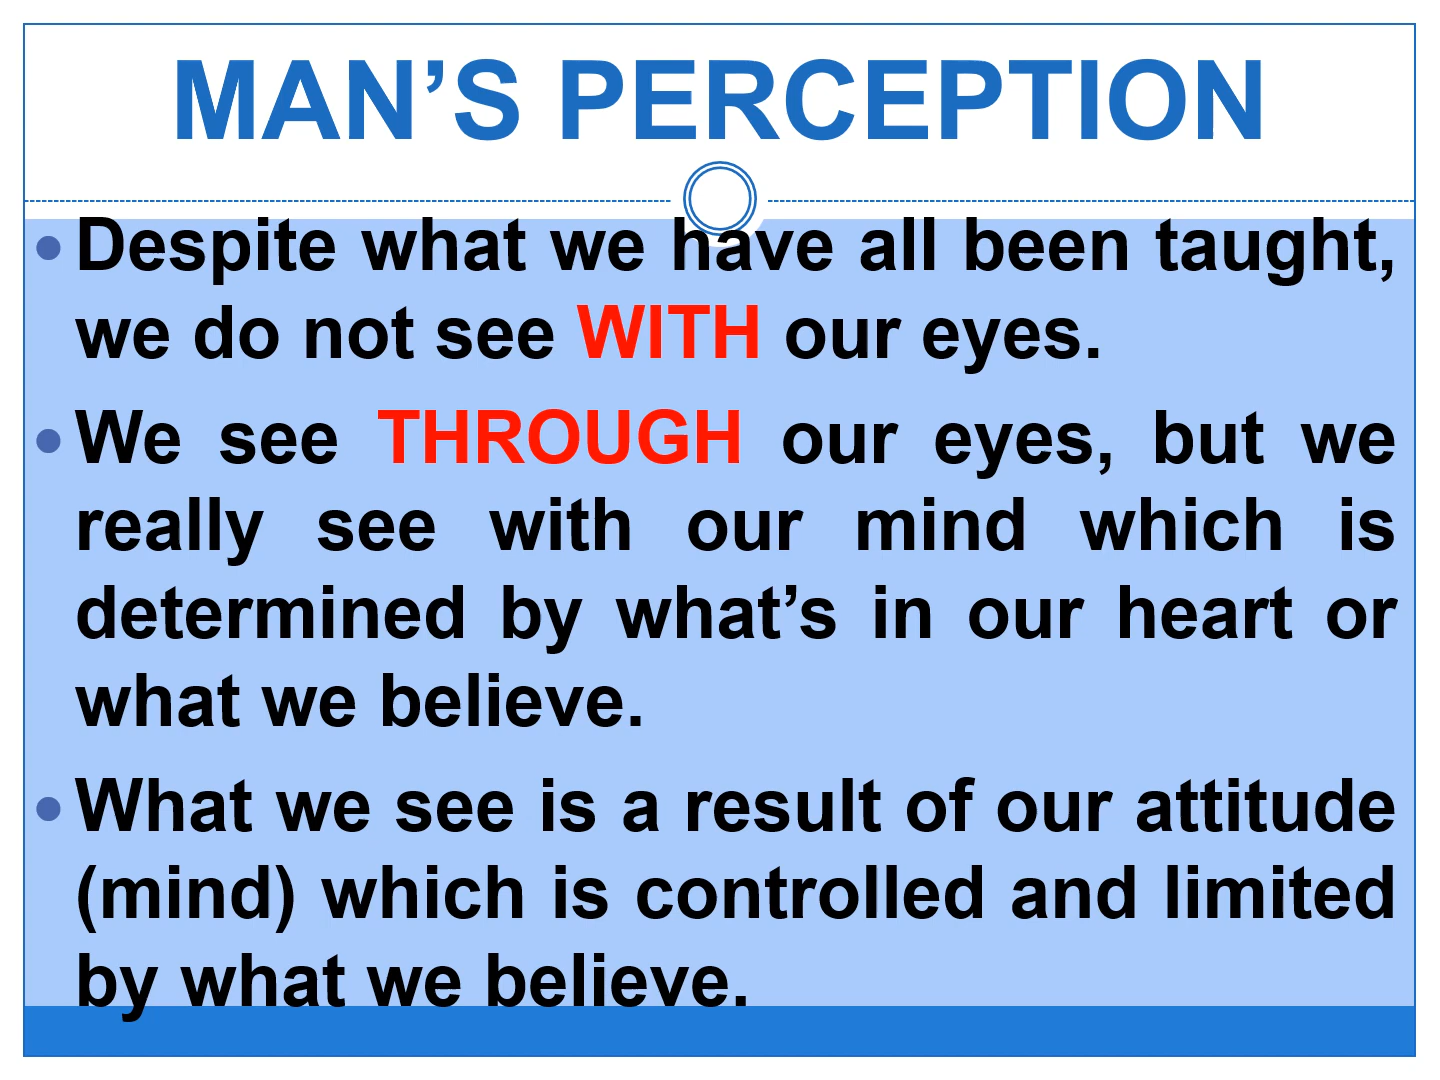 MAN’S PERCEPTION
• Despite what we have all been taught,
we do not see WITH our eyes.
• We see THROUGH our eyes, but we
really see with our mind which is
determined by what’s in our heart or
what we believe.
• What we see is a result of our attitude
(mind) which is controlled and limited
by what we believe.